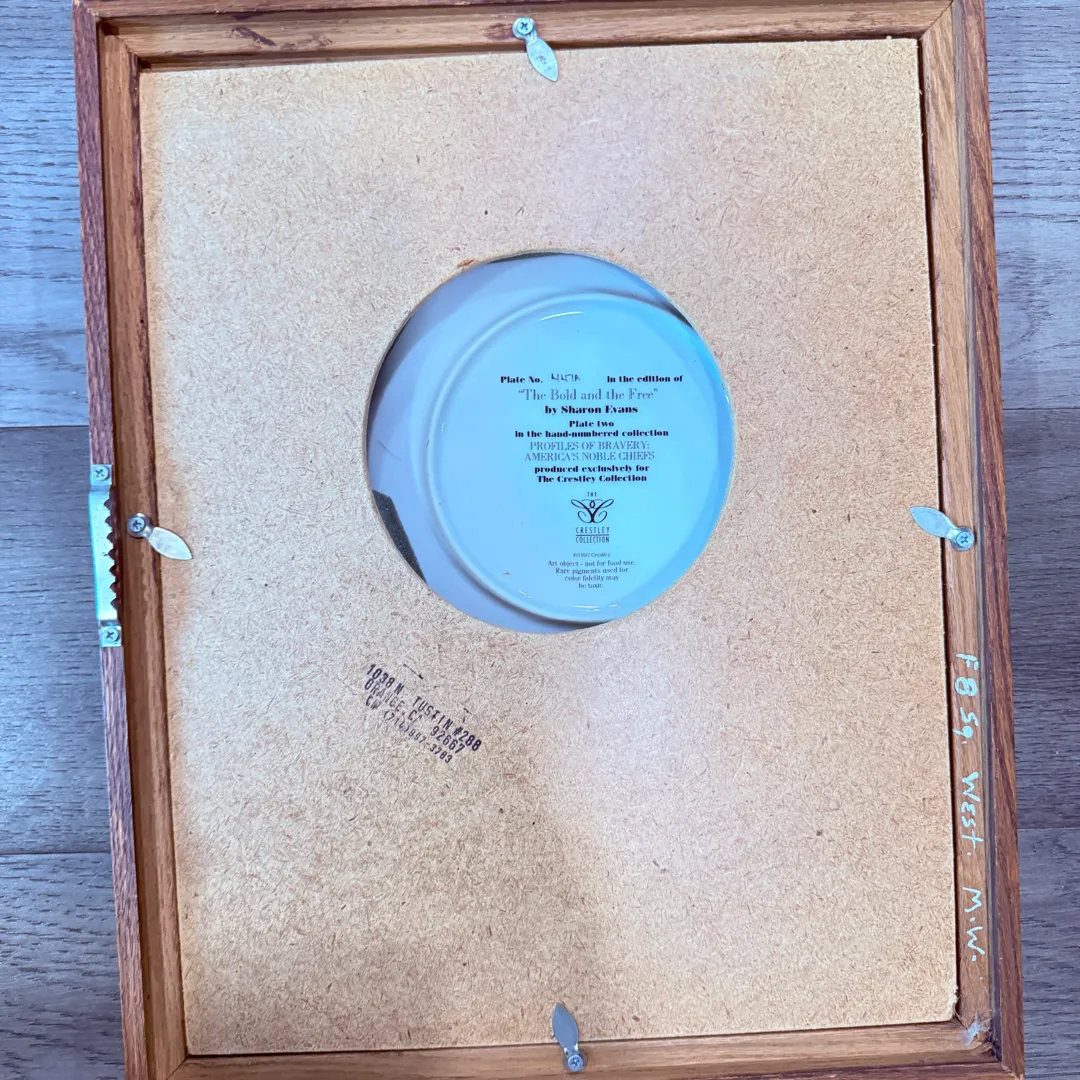 Plate No. 447A in the edition of
"The Bold and the Free"
by Sharon Evans
Plate two
in the hand-numbered collection
PROFILES OF BRAVERY:
AMERICA'S NOBLE CHIEFS
produced exclusively for
The Crestley Collection
THE
CRESTLEY
COLLECTION
Crestley
Art object - not for food use.
Rare pigments used for
color fidelity may
be toxic.
1038 N TUSTIN #288
ORANGE, CA 92667
F8 Sq. West. M.W.